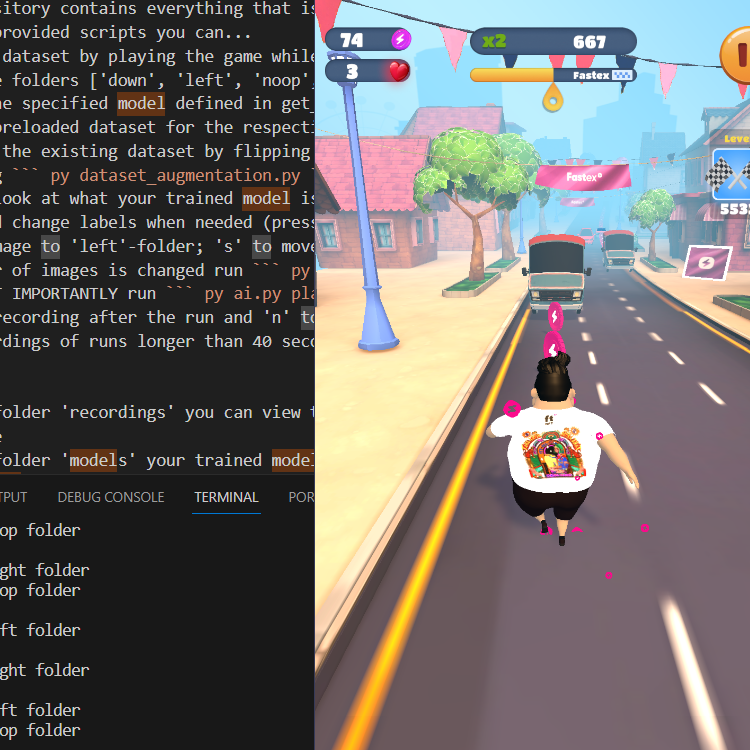 sitory contains everything that is
provided scripts you can...
dataset by playing the game while
folders ['down', 'left', 'noop',
he specified model defined in get_
preloaded dataset for the respecti
the existing dataset by flipping
``` py dataset_augmentation.py
look at what your trained model is
d change labels when needed (press
mage to 'left'-folder; 's' to move
r of images is changed run ``` py
T IMPORTANTLY run ``` py ai.py pla
recording after the run and 'n' to
rdings of runs longer than 40 seco
folder 'recordings' you can view t
e
folder 'models' your trained model
TPUT DEBUG CONSOLE TERMINAL POR
op folder
ght folder
op folder
ft folder
ght folder
ft folder
op folder
74
x2 667
3
Fastex
Level
553
Fastex